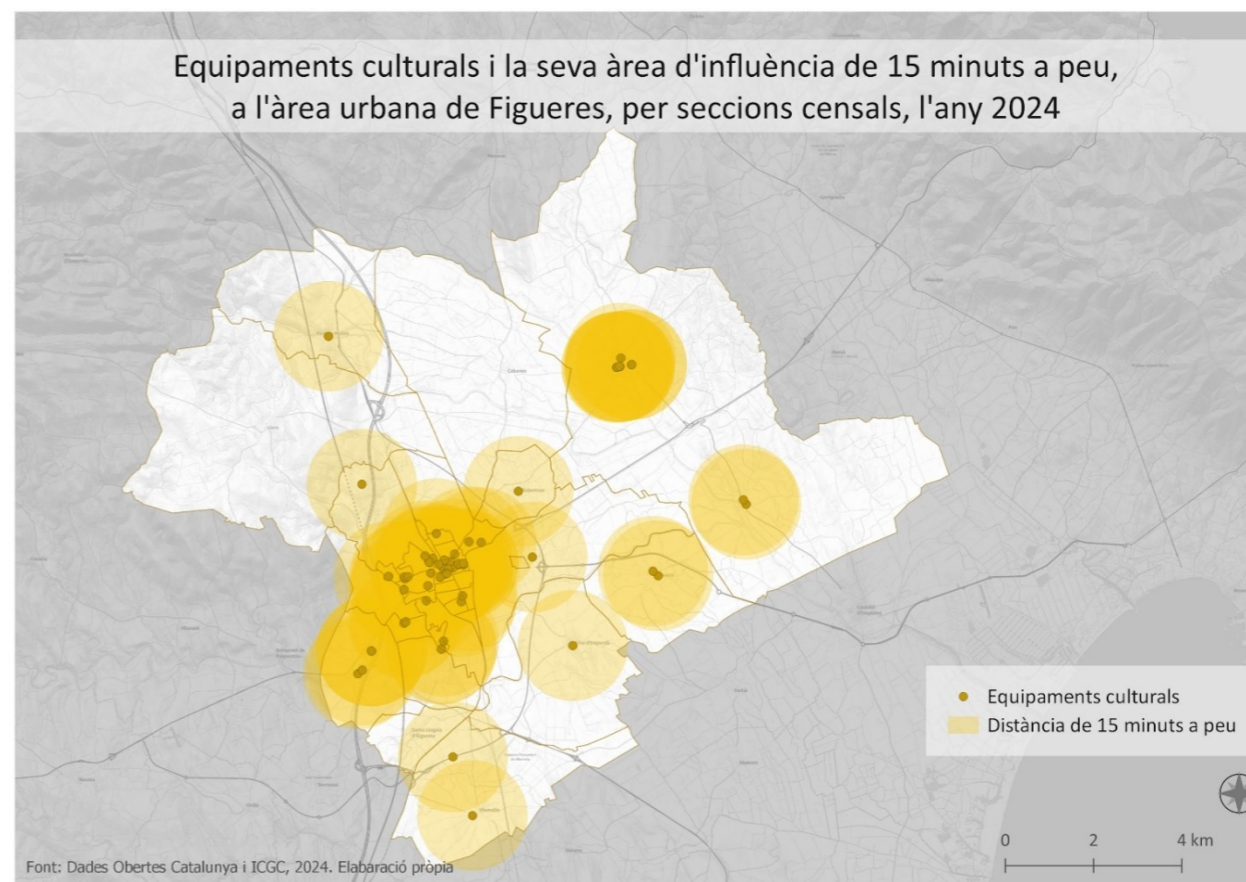 Equipaments culturals i la seva àrea d'influència de 15 minuts a peu,
a l'àrea urbana de Figueres, per seccions censals, l'any 2024
Equipaments culturals
Distància de 15 minuts a peu
0 2 4 km
Font: Dades Obertes Catalunya i ICGC, 2024. Elabaració pròpia